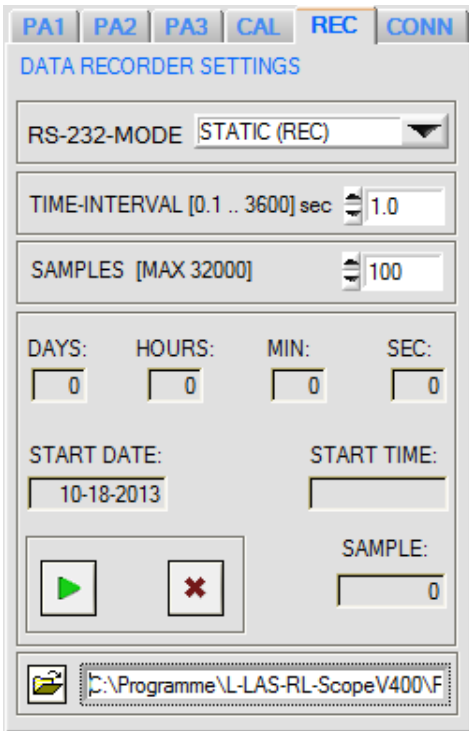 PA1 PA2 PA3 CAL REC CONN
DATA RECORDER SETTINGS
RS-232-MODE STATIC (REC)
TIME-INTERVAL [0.1 .. 3600] sec 1.0
SAMPLES [MAX 32000] 100
DAYS: HOURS: MIN: SEC:
0 0 0 0
START DATE: START TIME:
10-18-2013
SAMPLE:
0
C:\Programme\L-LAS-RL-ScopeV400\F